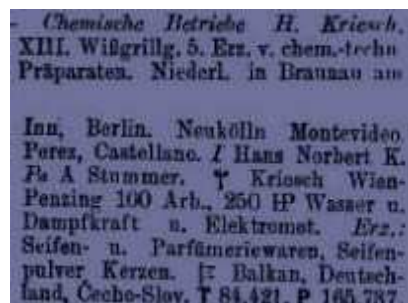 - Chemische Betriebe H. Kriesch,
XIII. Wißgrillg. 5. Erz. v. chem.-techn
Präparaten. Niederl. in Braunau am
Inn, Berlin. Neukölln Montevideo
Perez, Castellano. I Hans Norbert K.
Pa A Stummer. Kriesch Wien-
Penzing 100 Arb., 250 HP Wasser u.
Dampfkraft u. Elektromot. Erz.:
Seifen- u. Parfümeriewaren, Seifen-
pulver Kerzen. Balkan, Deutsch-
land, Čecho-Slov. T 84.421. P 165.787